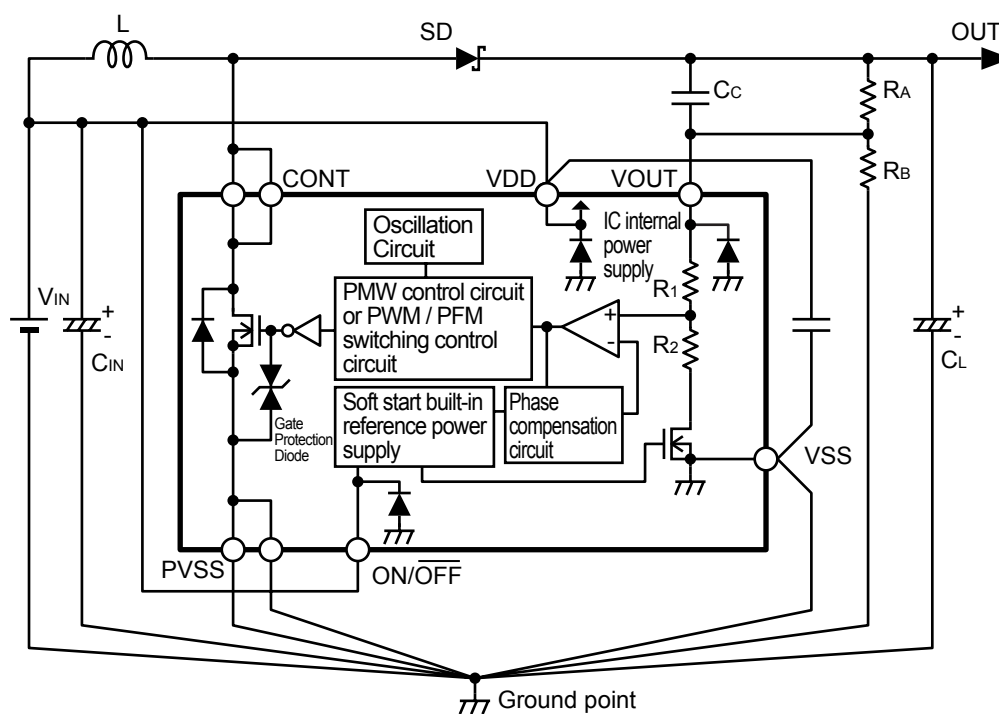 L
SD
OUT
CC
RA
RB
CONT
VDD
VOUT
Oscillation
Circuit
IC internal
power
supply
VIN
+
-
CIN
PMW control circuit
or PWM / PFM
switching control
circuit
+
-
R1
R2
+
-
CL
Gate
Protection
Diode
Soft start built-in
reference power
supply
Phase
compensation
circuit
VSS
PVSS
ON/OFF
Ground point